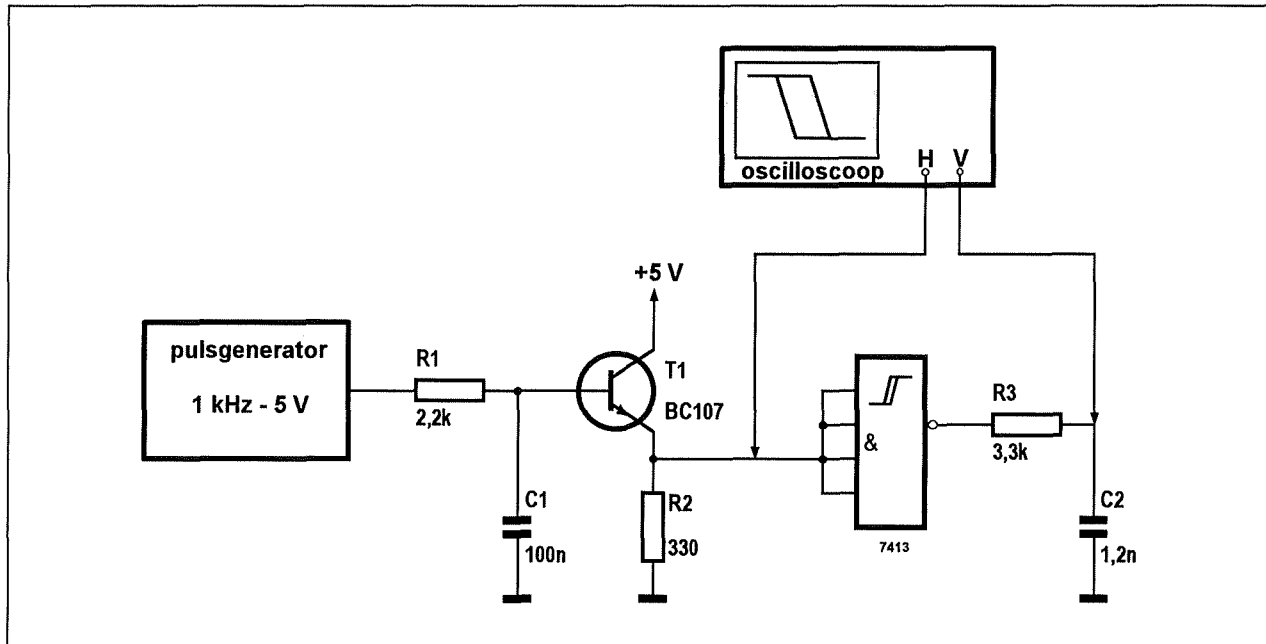 oscilloscoop
H V
+5 V
pulsgenerator
1 kHz - 5 V
R1
2,2k
T1
BC107
C1
100n
R2
330
&
7413
R3
3,3k
C2
1,2n